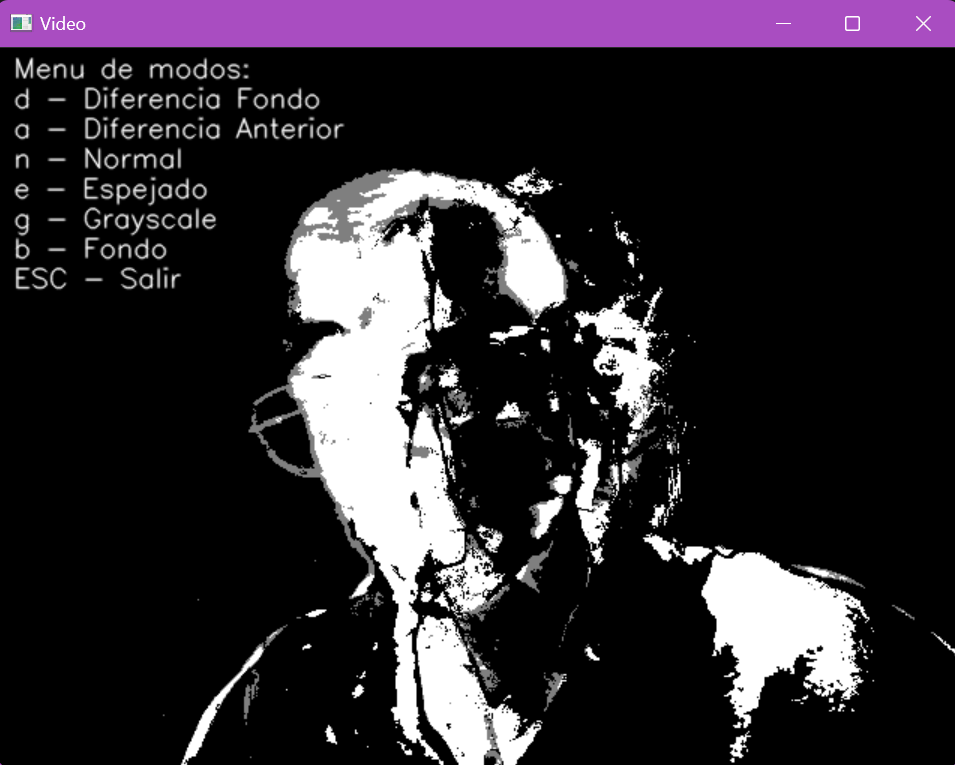 Video
Menu de modos:
d - Diferencia Fondo
a - Diferencia Anterior
n - Normal
e - Espejado
g - Grayscale
b - Fondo
ESC - Salir